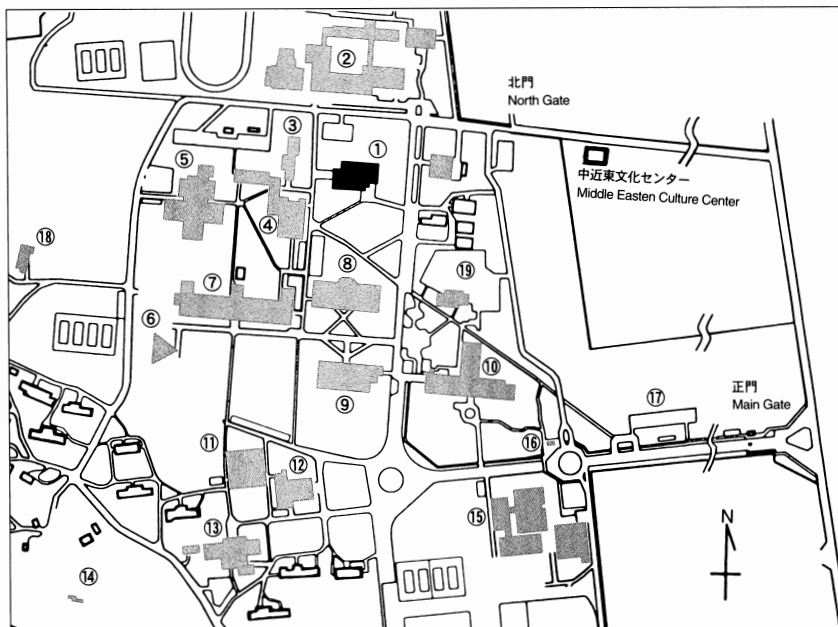 ②
北門
North Gate
③
①
⑤
中近東文化センター
Middle Easten Culture Center
④
⑱
⑧
⑲
⑦
⑥
⑩
⑨
正門
Main Gate
⑰
⑪
⑯
⑫
⑬
⑮
N
⑭